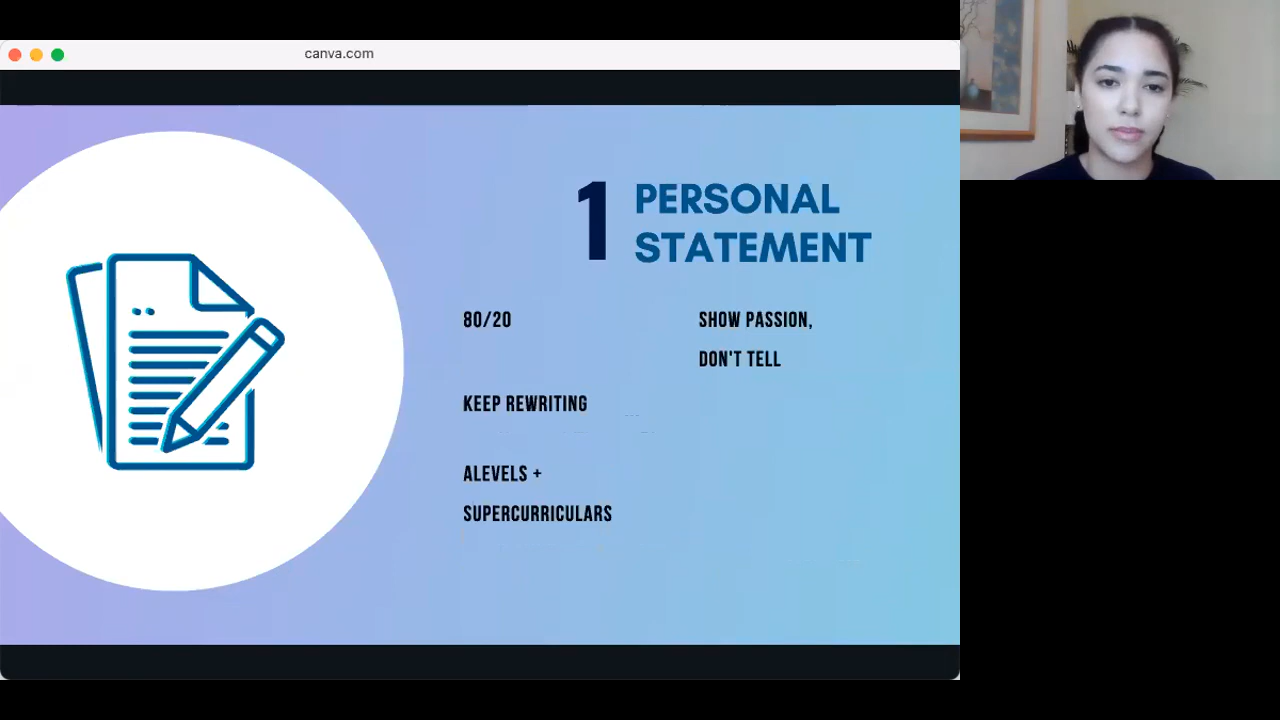 canva.com
1 PERSONAL
STATEMENT
80/20
KEEP REWRITING
ALEVELS +
SUPERCURRICULARS
SHOW PASSION,
DON'T TELL